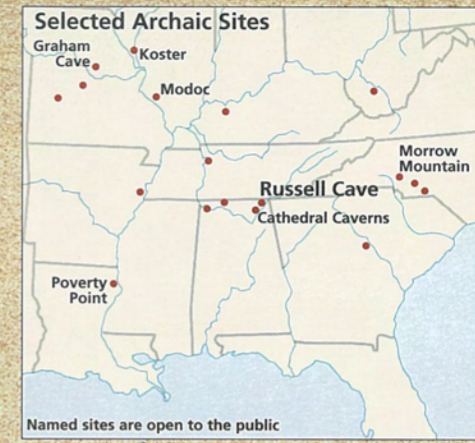 Selected Archaic Sites
Graham
Cave
Koster
Modoc
Morrow
Mountain
Russell Cave
Cathedral Caverns
Poverty
Point
Named sites are open to the public